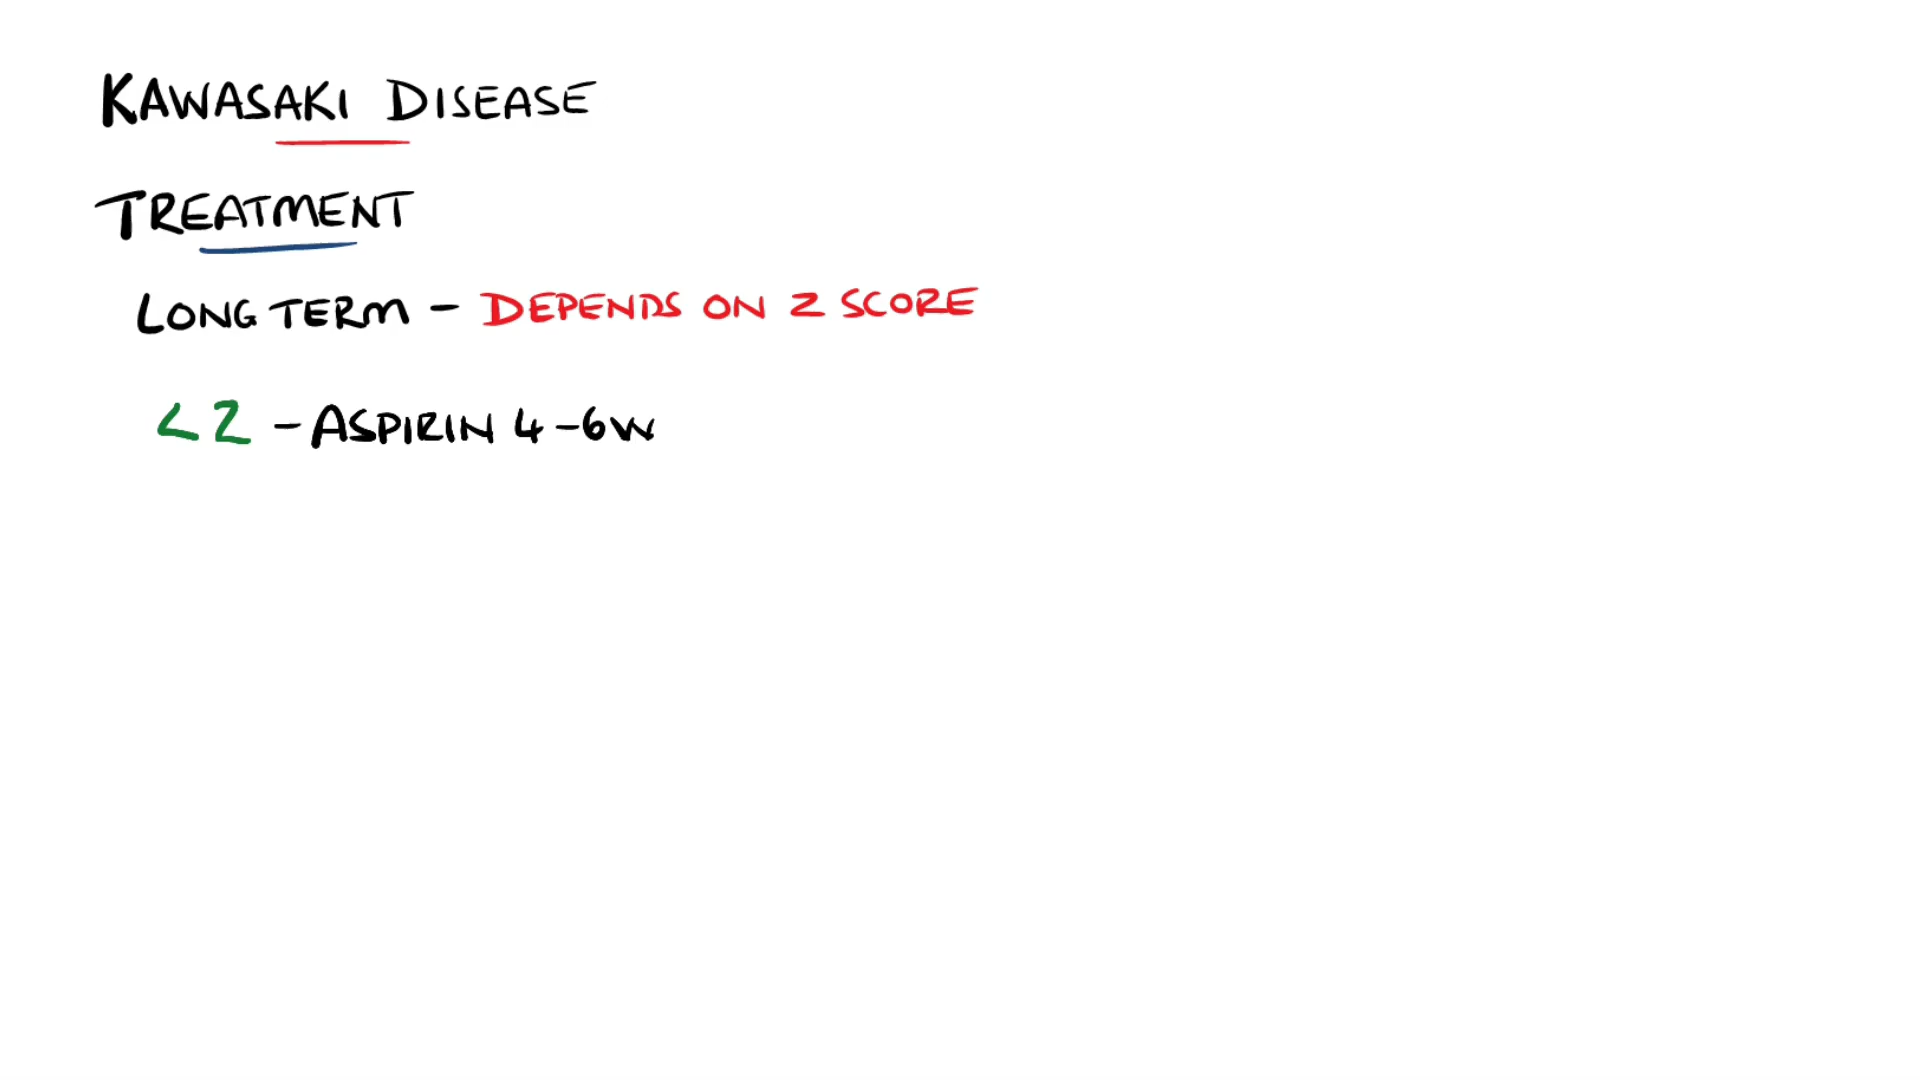 KAWASAKI DISEASE
TREATMENT
LONG TERM - DEPENDS ON Z SCORE
< 2 - ASPIRIN 4-6W